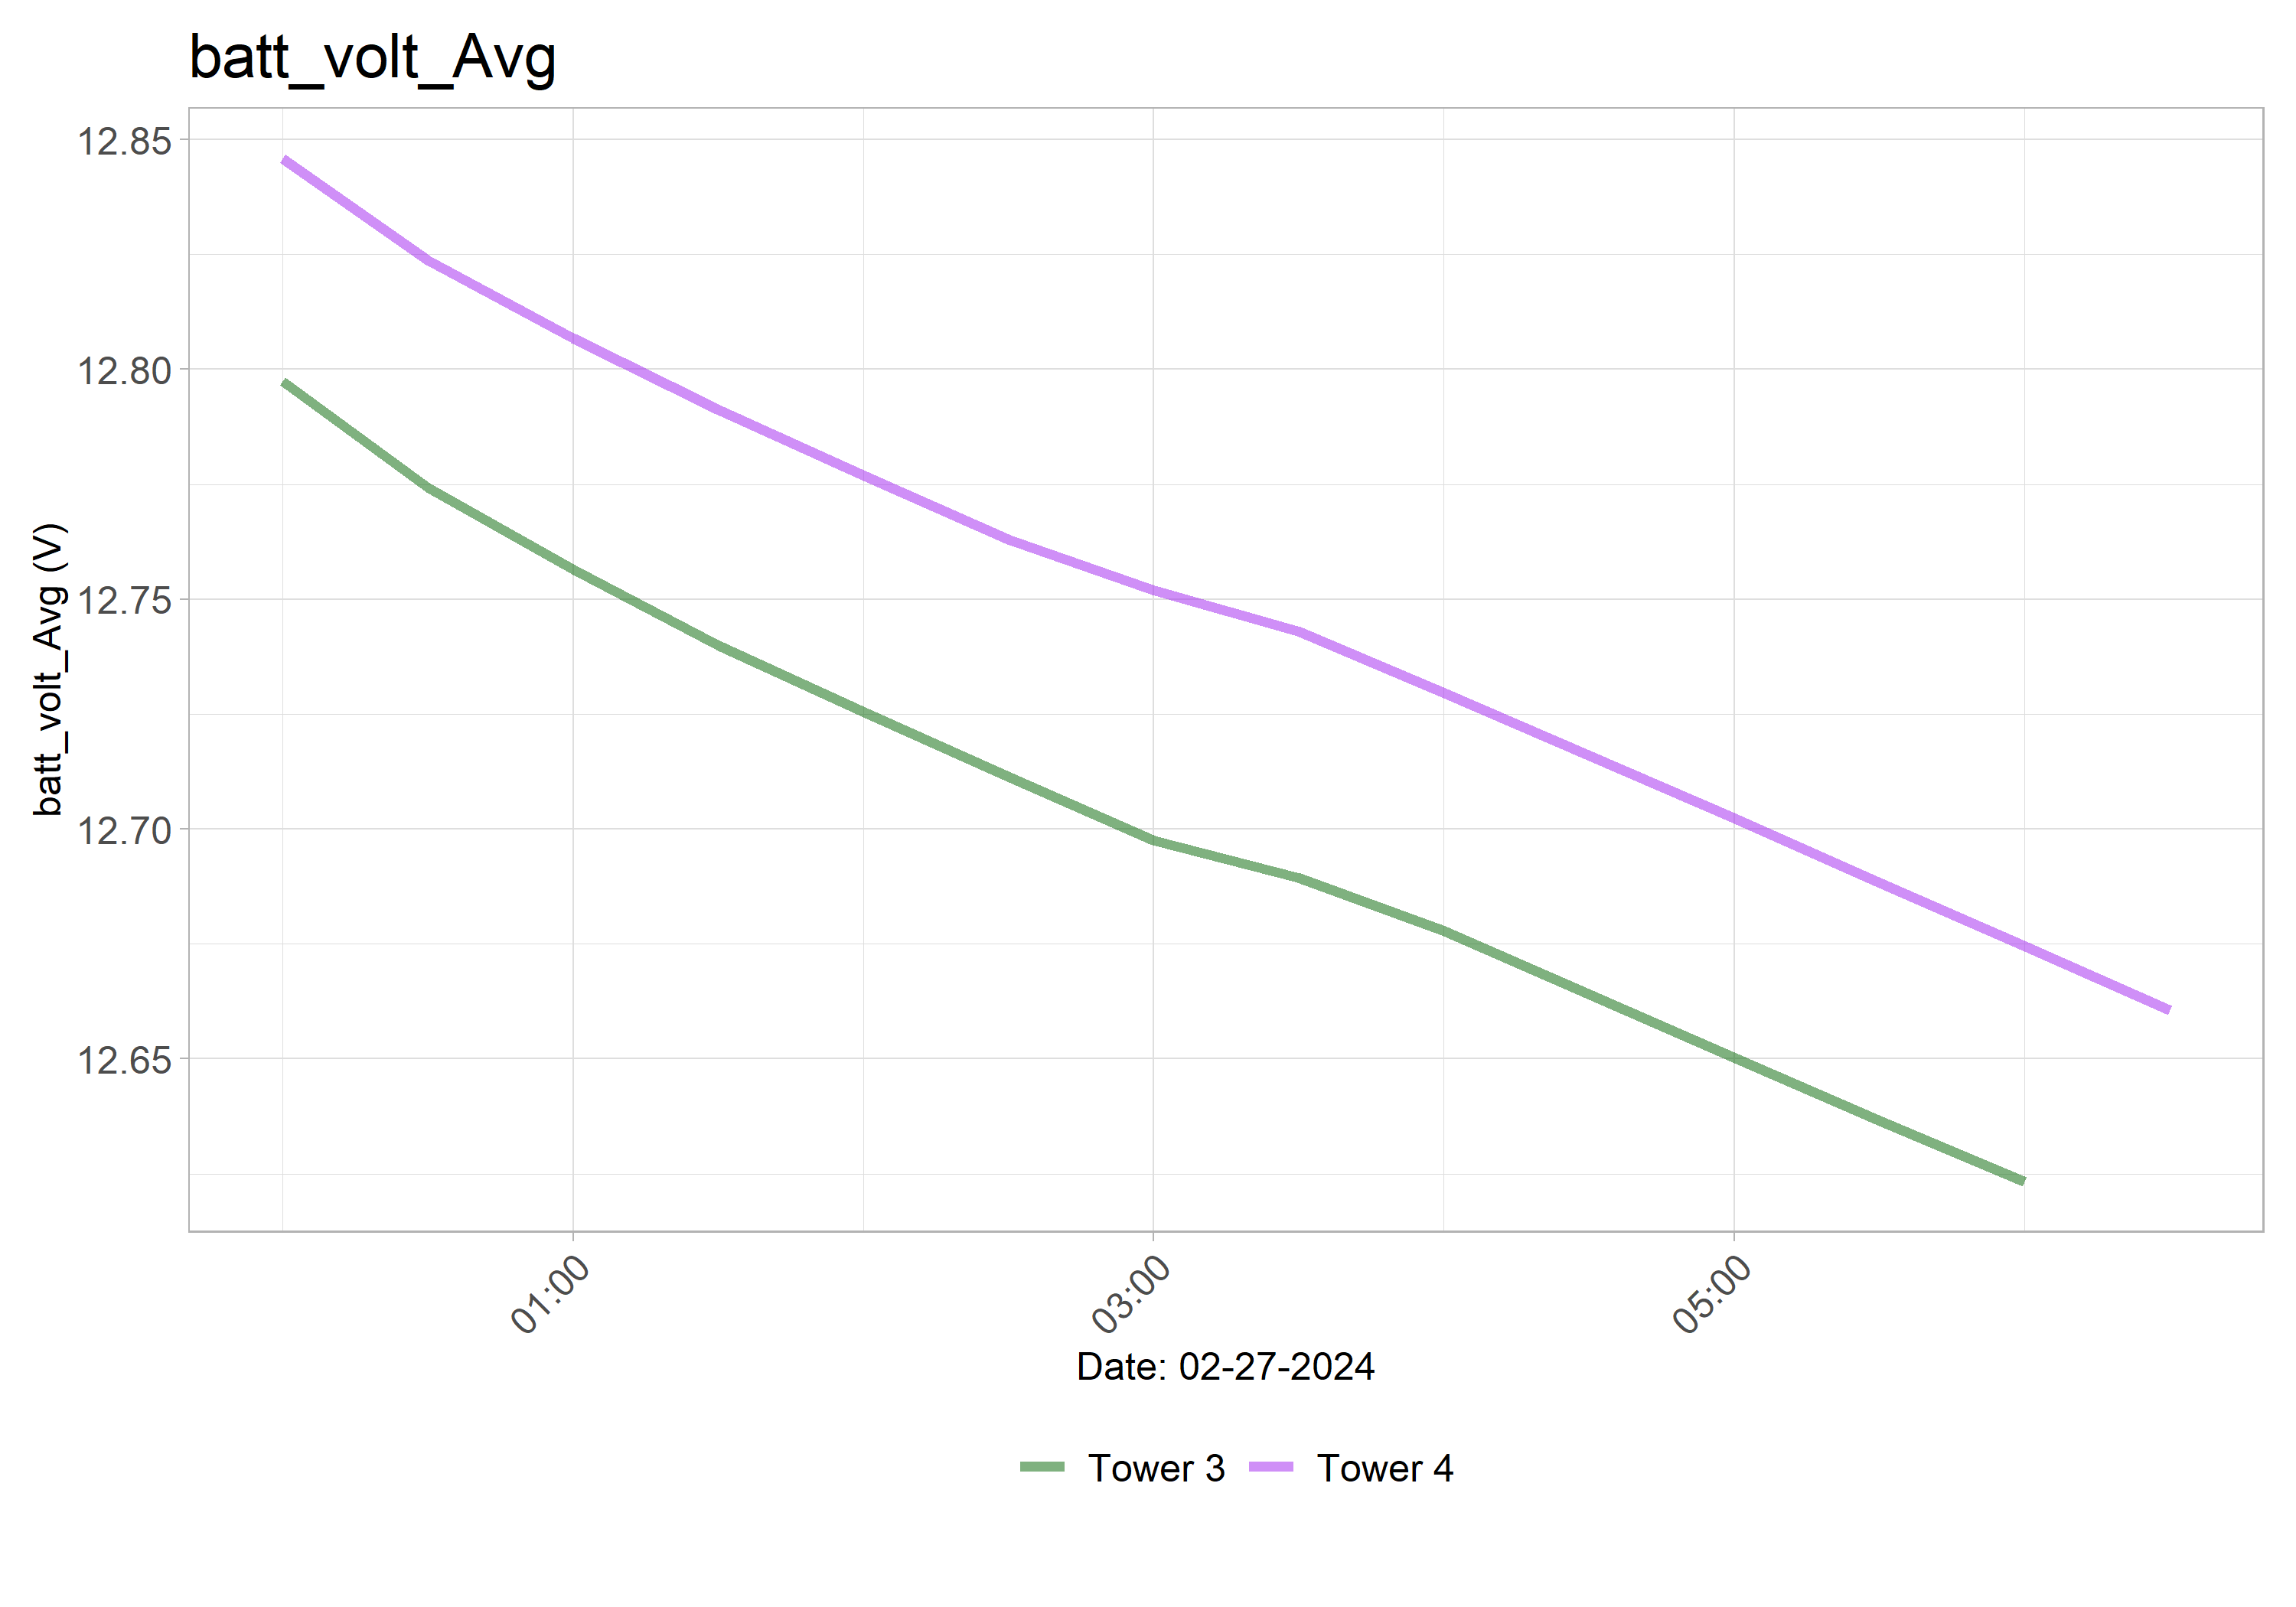 batt_volt_Avg
batt_volt_Avg (V)
12.85
12.80
12.75
12.70
12.65
01:00
03:00
05:00
Date: 02-27-2024
Tower 3
Tower 4